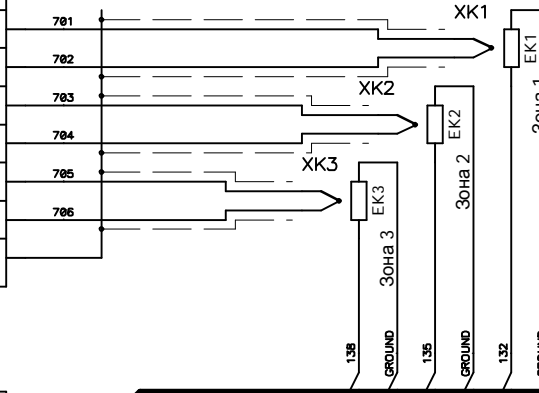 XK1
701
702
EK1
Зона 1
XK2
703
704
EK2
Зона 2
XK3
705
706
EK3
Зона 3
138
GROUND
135
GROUND
132
GROUND